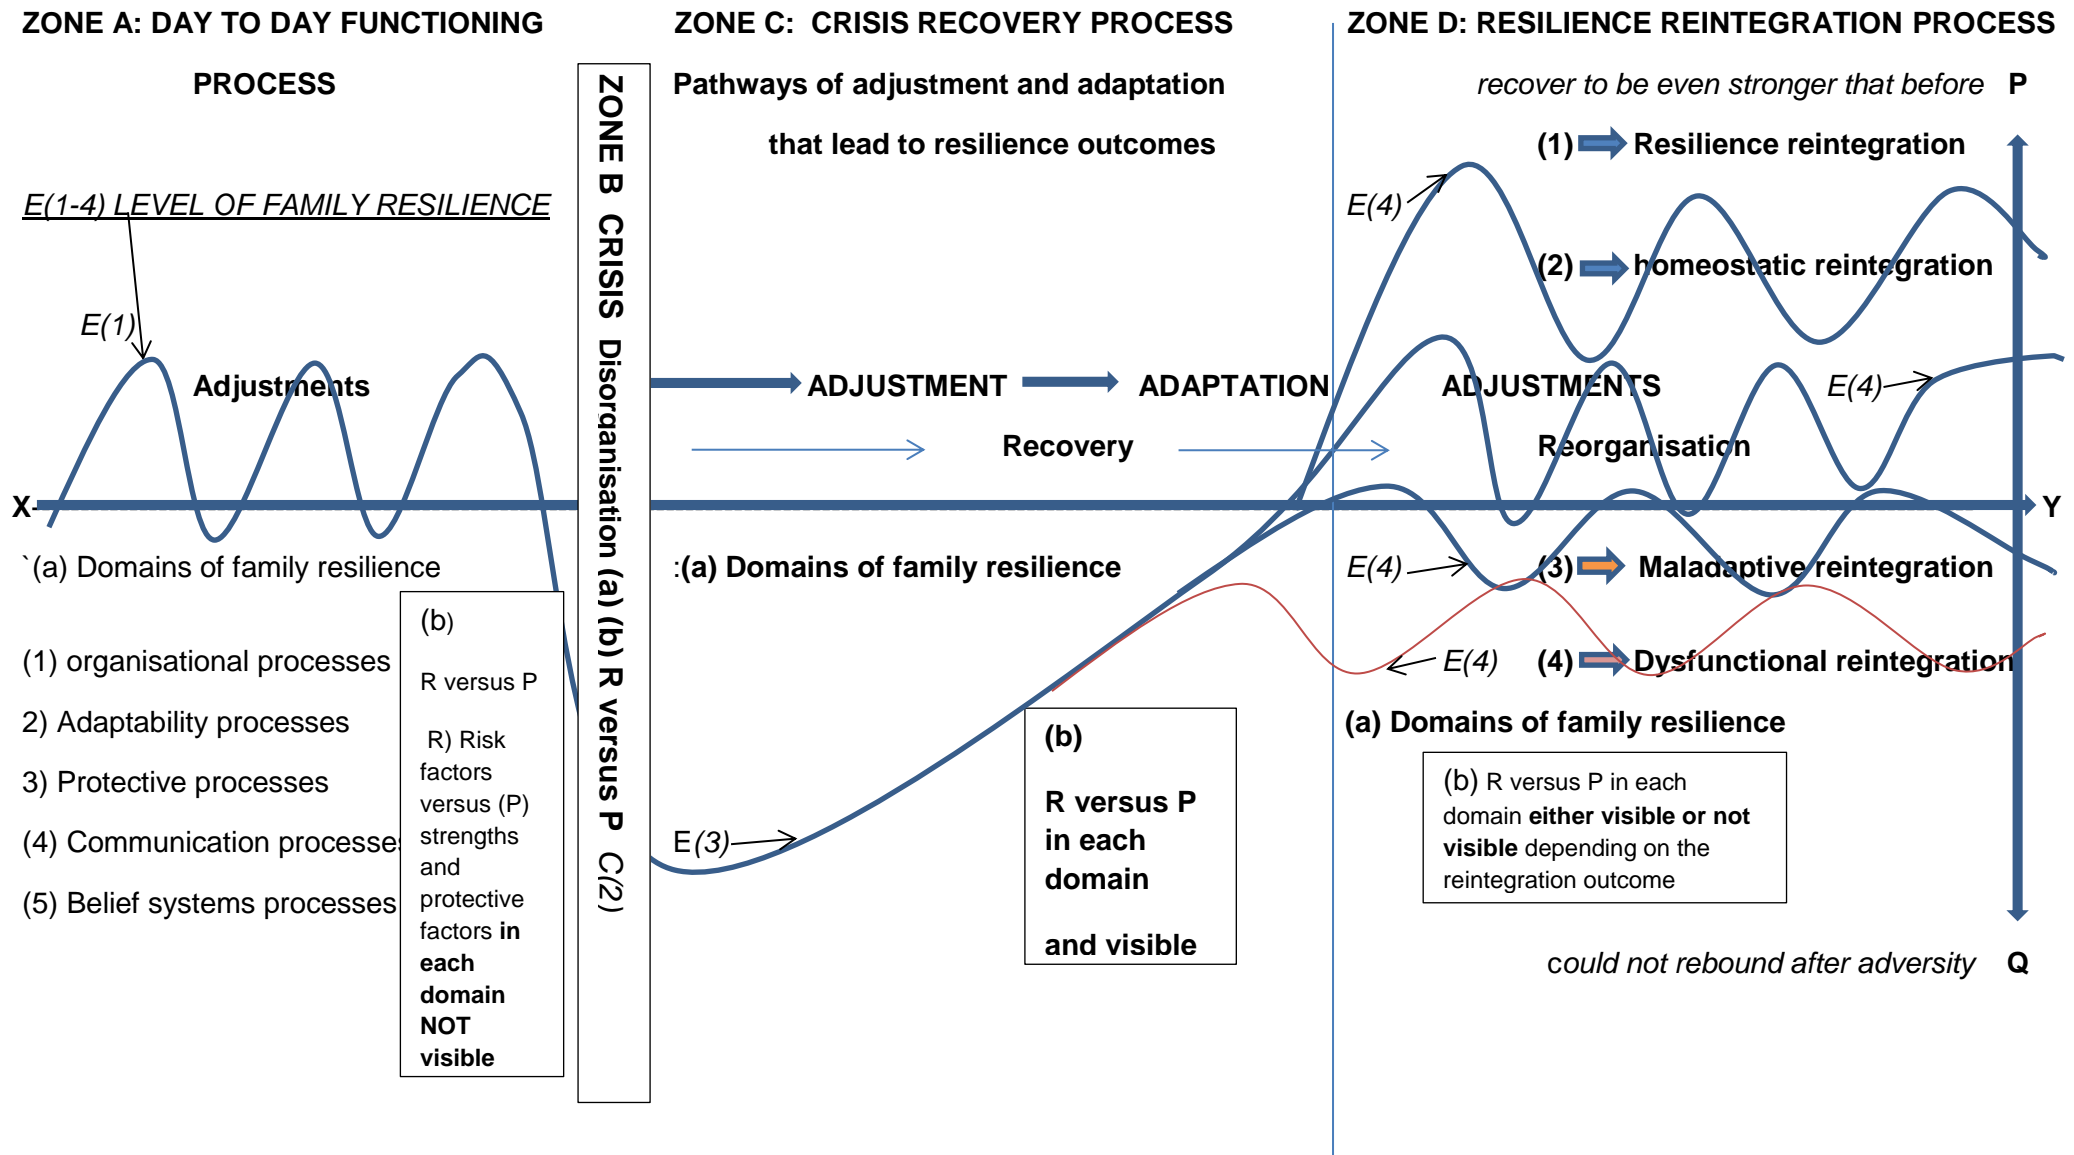 ZONE A: DAY TO DAY FUNCTIONING
PROCESS
E(1-4) LEVEL OF FAMILY RESILIENCE
E(1)
Adjustments
X-
`(a) Domains of family resilience
(1) organisational processes
2) Adaptability processes
3) Protective processes
(4) Communication processes
(5) Belief systems processes
(b)
R versus P
R) Risk
factors
versus (P)
strengths
and
protective
factors in
each
domain
NOT
visible
ZONE B CRISIS Disorganisation (a) (b) R versus P C(2)
ZONE C: CRISIS RECOVERY PROCESS
Pathways of adjustment and adaptation
that lead to resilience outcomes
ADJUSTMENT ADAPTATION
Recovery
:(a) Domains of family resilience
E(3)
(b)
R versus P
in each
domain
and visible
ZONE D: RESILIENCE REINTEGRATION PROCESS
recover to be even stronger that before P
(1) Resilience reintegration
E(4)
(2) homeostatic reintegration
ADJUSTMENTS
E(4)
Reorganisation
Y
E(4)
(3) Maladaptive reintegration
E(4)
(4) Dysfunctional reintegration
(a) Domains of family resilience
(b) R versus P in each
domain either visible or not
visible depending on the
reintegration outcome
could not rebound after adversity Q